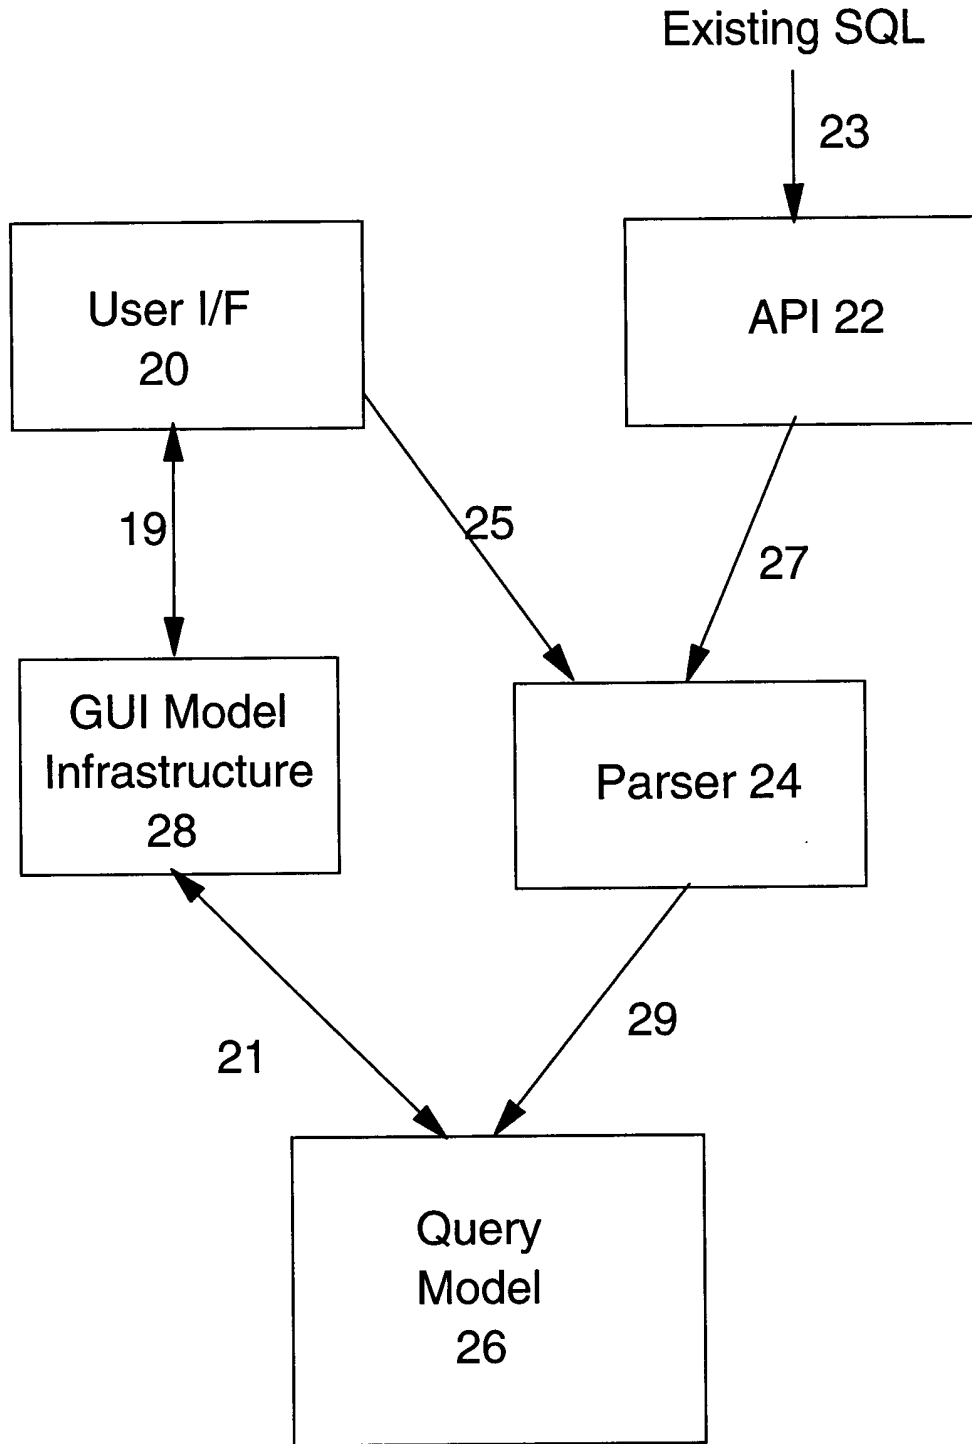 Existing SQL
23
User I/F
20
API 22
19
25
27
GUI Model
Infrastructure
28
Parser 24
21
29
Query
Model
26